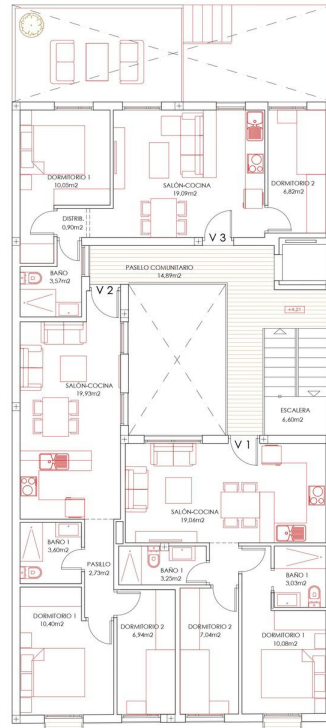 DORMITORIO 1
10,05m2
SALÓN-COCINA
19,09m2
DORMITORIO 2
6,82m2
DISTRIB.
0,90m2
V 3
BAÑO
3,57m2
PASILLO COMUNITARIO
14,89m2
V 2
+4,21
SALÓN-COCINA
19,93m2
ESCALERA
6,60m2
V 1
SALÓN-COCINA
19,06m2
BAÑO 1
3,60m2
PASILLO
2,73m2
BAÑO 1
3,25m2
BAÑO 1
3,03m2
DORMITORIO 1
10,40m2
DORMITORIO 2
6,94m2
DORMITORIO 2
7,04m2
DORMITORIO 1
10,08m2